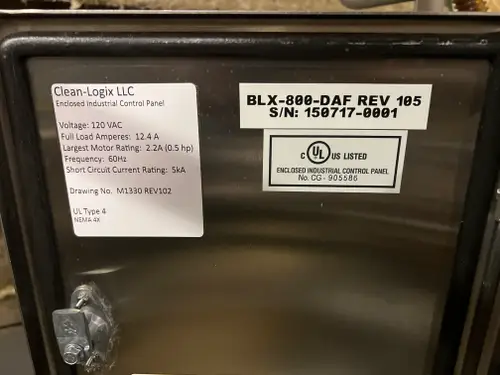 Clean-Logix LLC
Enclosed Industrial Control Panel
Voltage: 120 VAC
Full Load Amperes: 12.4 A
Largest Motor Rating: 2.2A (0.5 hp)
Frequency: 60Hz
Short Circuit Current Rating: 5kA
Drawing No. M1330 REV102
UL Type 4
NEMA 4X
BLX-800-DAF REV 105
S/N: 150717-0001
C UL US LISTED
ENCLOSED INDUSTRIAL CONTROL PANEL
No. CG - 905586